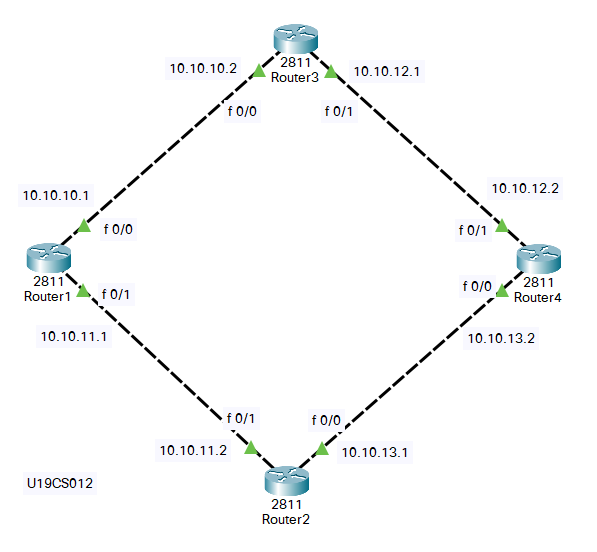 2811
Router3
10.10.10.2
10.10.12.1
f 0/0
f 0/1
10.10.10.1
10.10.12.2
f 0/0
f 0/1
2811
Router1
2811
Router4
f 0/1
f 0/0
10.10.11.1
10.10.13.2
f 0/1
f 0/0
10.10.11.2
10.10.13.1
U19CS012
2811
Router2